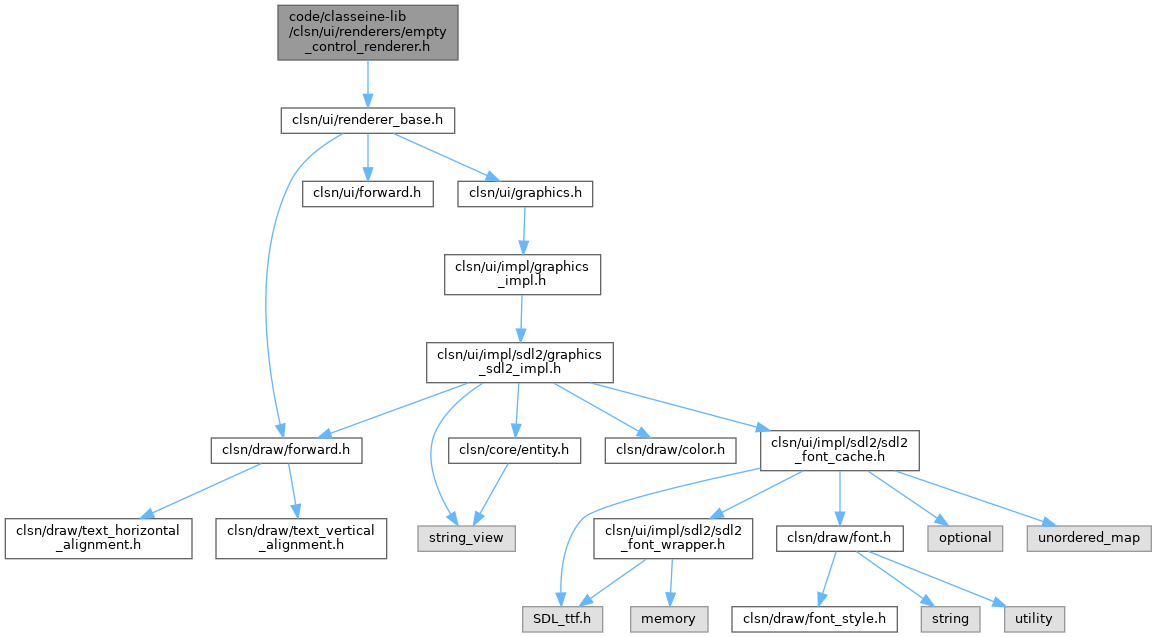 code/classeine-lib
/clsn/ui/renderers/empty
_control_renderer.h
clsn/ui/renderer_base.h
clsn/ui/forward.h
clsn/ui/graphics.h
clsn/ui/impl/graphics
_impl.h
clsn/ui/impl/sdl2/graphics
_sdl2_impl.h
clsn/draw/forward.h
clsn/core/entity.h
clsn/draw/color.h
clsn/ui/impl/sdl2/sdl2
_font_cache.h
clsn/draw/text_horizontal
_alignment.h
clsn/draw/text_vertical
_alignment.h
string_view
clsn/ui/impl/sdl2/sdl2
_font_wrapper.h
clsn/draw/font.h
optional
unordered_map
SDL_ttf.h
memory
clsn/draw/font_style.h
string
utility